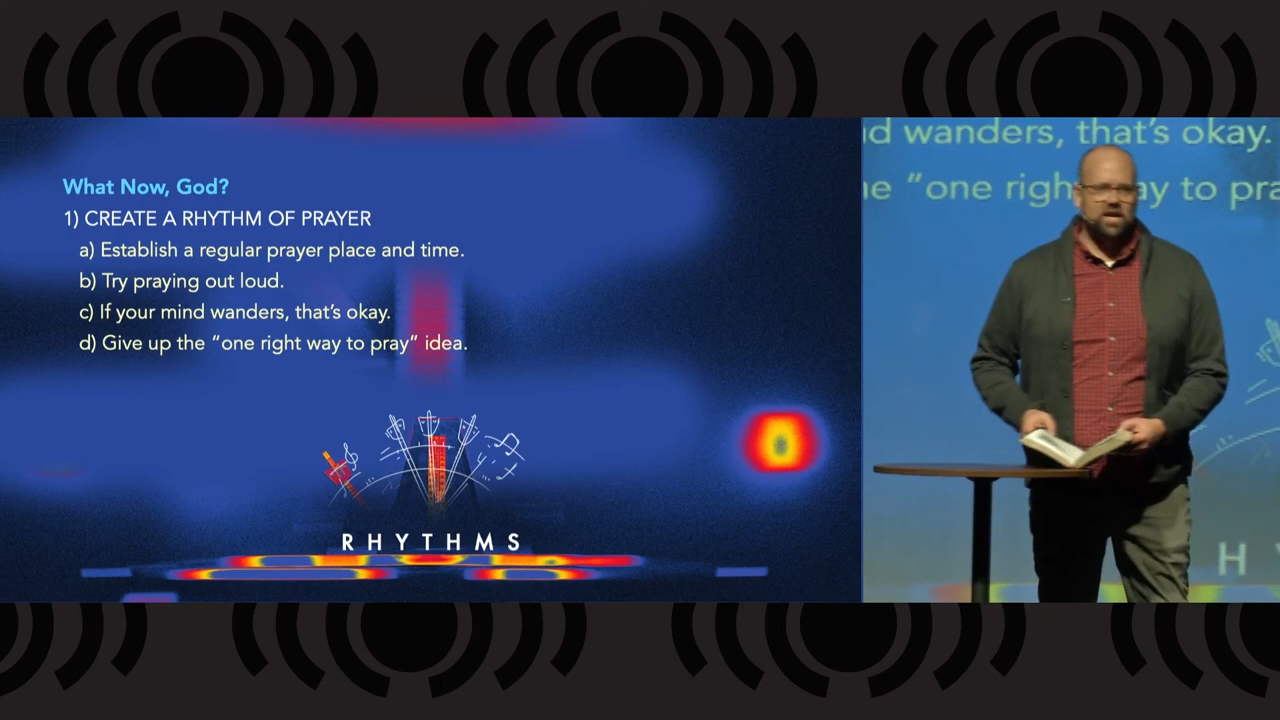 What Now, God?
1) CREATE A RHYTHM OF PRAYER
a) Establish a regular prayer place and time.
b) Try praying out loud.
c) If your mind wanders, that's okay.
d) Give up the “one right way to pray” idea.
RHYTHMS
d wanders, that's okay.
e “one right way to pra
H